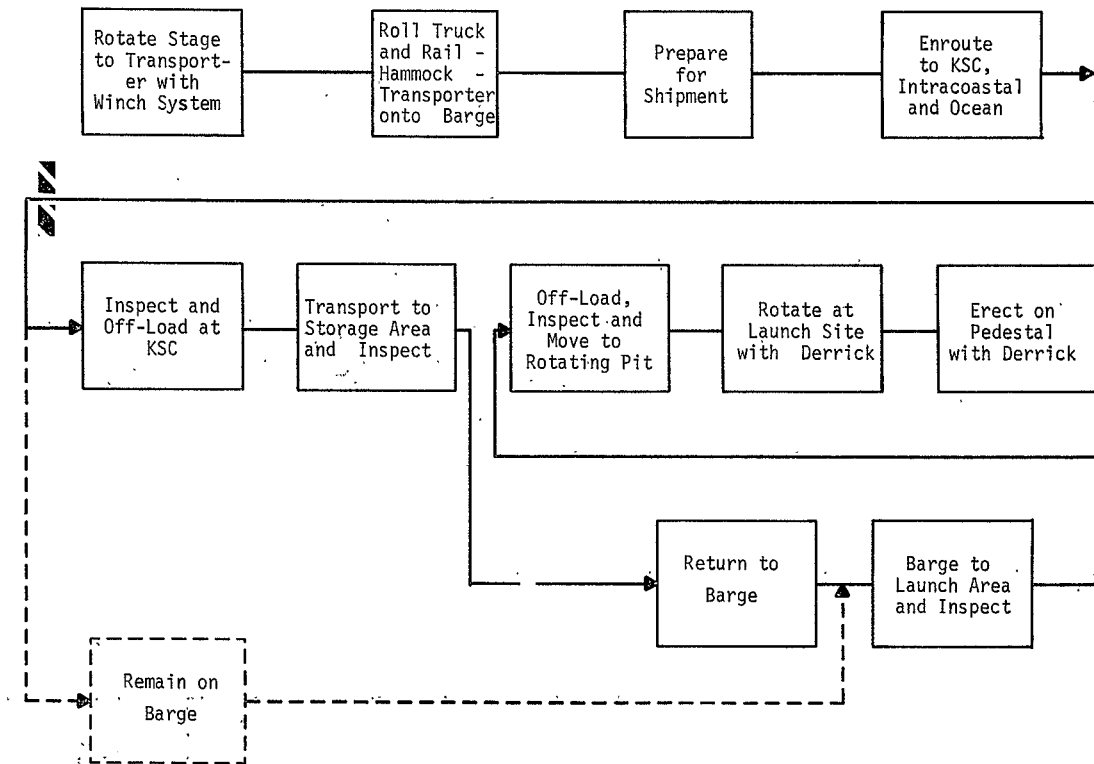 Rotate Stage
to Transport-
er with
Winch System
Roll Truck
and Rail -
Hammock -
Transporter
onto Barge
Prepare
for
Shipment
Enroute
to KSC,
Intracoastal
and Ocean
Inspect and
Off-Load at
KSC
Transport to
Storage Area
and Inspect
Off-Load,
Inspect and
Move to
Rotating Pit
Rotate at
Launch Site
with Derrick
Erect on
Pedestal
with Derrick
Return to
Barge
Barge to
Launch Area
and Inspect
Remain on
Barge